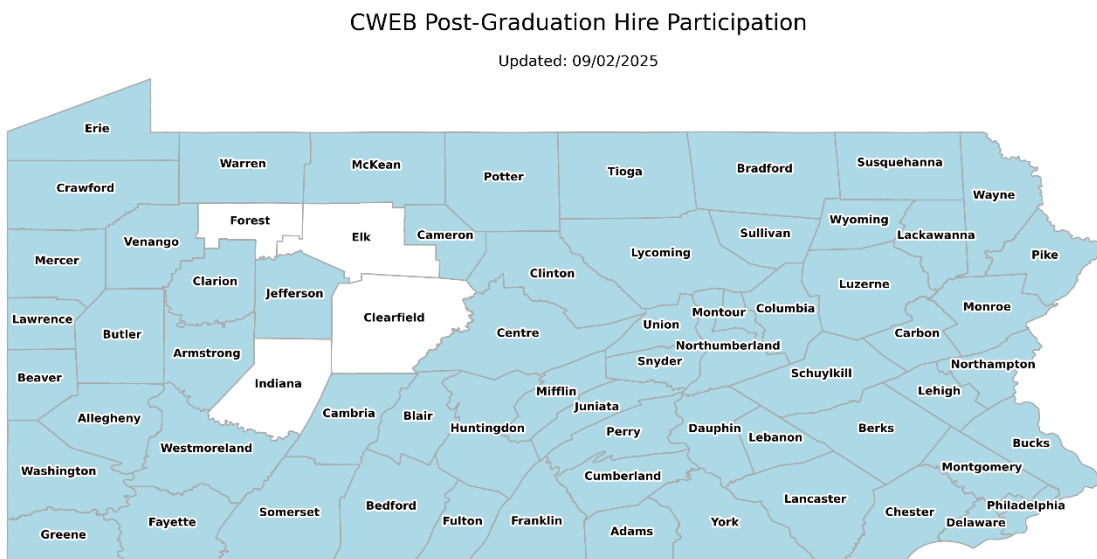 CWEB Post-Graduation Hire Participation
Updated: 09/02/2025
Erie
Warren
McKean
Potter
Tioga
Bradford
Susquehanna
Crawford
Wayne
Forest
Elk
Cameron
Venango
Wyoming
Lackawanna
Sullivan
Lycoming
Mercer
Pike
Clinton
Clarion
Jefferson
Luzerne
Lawrence
Clearfield
Montour
Columbia
Monroe
Butler
Centre
Union
Carbon
Armstrong
Northumberland
Snyder
Northampton
Beaver
Indiana
Schuylkill
Mifflin
Lehigh
Juniata
Allegheny
Cambria
Blair
Huntingdon
Perry
Dauphin
Lebanon
Berks
Bucks
Westmoreland
Washington
Cumberland
Montgomery
Lancaster
Somerset
Bedford
Chester
Philadelphia
Greene
Fayette
Fulton
Franklin
Adams
York
Delaware